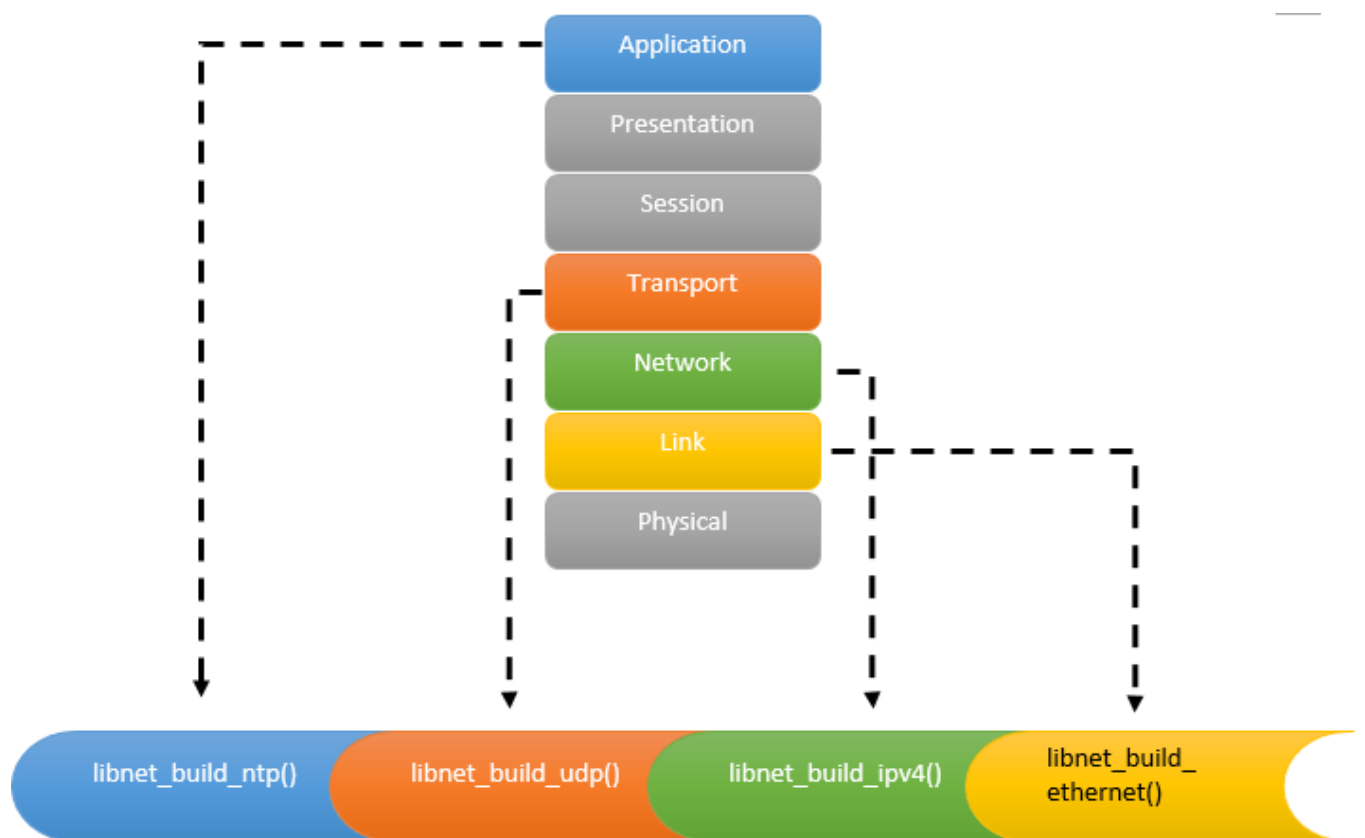 Application
Presentation
Session
Transport
Network
Link
Physical
libnet_build_ntp()
libnet_build_udp()
libnet_build_ipv4()
libnet_build_
ethernet()